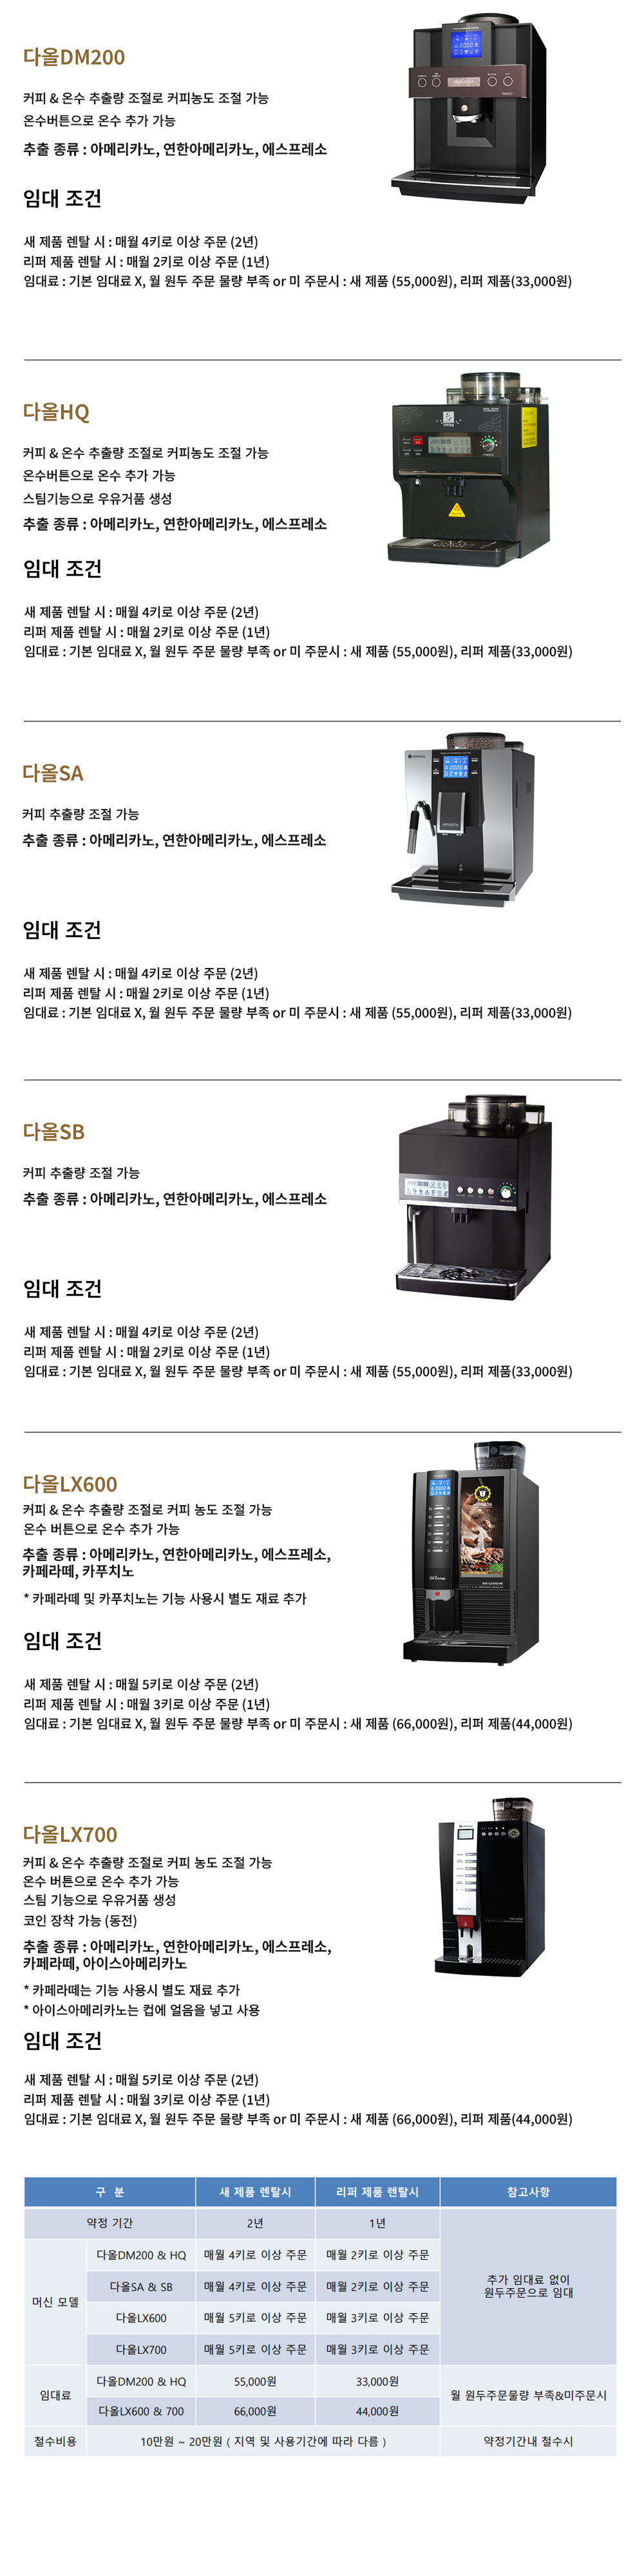 다올DM200
커피 & 온수 추출량 조절로 커피농도 조절 가능
온수버튼으로 온수 추가 가능
추출 종류 : 아메리카노, 연한아메리카노, 에스프레소
임대 조건
새 제품 렌탈 시 : 매월 4키로 이상 주문 (2년)
리퍼 제품 렌탈 시 : 매월 2키로 이상 주문 (1년)
임대료 : 기본 임대료 X, 월 원두 주문 물량 부족 or 미 주문시 : 새 제품 (55,000원), 리퍼 제품(33,000원)
다올HQ
커피 & 온수 추출량 조절로 커피농도 조절 가능
온수버튼으로 온수 추가 가능
스팀기능으로 우유거품 생성
추출 종류 : 아메리카노, 연한아메리카노, 에스프레소
임대 조건
새 제품 렌탈 시 : 매월 4키로 이상 주문 (2년)
리퍼 제품 렌탈 시 : 매월 2키로 이상 주문 (1년)
임대료 : 기본 임대료 X, 월 원두 주문 물량 부족 or 미 주문시 : 새 제품 (55,000원), 리퍼 제품(33,000원)
다올SA
커피 추출량 조절 가능
추출 종류 : 아메리카노, 연한아메리카노, 에스프레소
임대 조건
새 제품 렌탈 시 : 매월 4키로 이상 주문 (2년)
리퍼 제품 렌탈 시 : 매월 2키로 이상 주문 (1년)
임대료 : 기본 임대료 X, 월 원두 주문 물량 부족 or 미 주문시 : 새 제품 (55,000원), 리퍼 제품(33,000원)
다올SB
커피 추출량 조절 가능
추출 종류 : 아메리카노, 연한아메리카노, 에스프레소
임대 조건
새 제품 렌탈 시 : 매월 4키로 이상 주문 (2년)
리퍼 제품 렌탈 시 : 매월 2키로 이상 주문 (1년)
임대료 : 기본 임대료 X, 월 원두 주문 물량 부족 or 미 주문시 : 새 제품 (55,000원), 리퍼 제품(33,000원)
다올LX600
커피 & 온수 추출량 조절로 커피 농도 조절 가능
온수 버튼으로 온수 추가 가능
추출 종류 : 아메리카노, 연한아메리카노, 에스프레소,
카페라떼, 카푸치노
* 카페라떼 및 카푸치노는 기능 사용시 별도 재료 추가
임대 조건
새 제품 렌탈 시 : 매월 5키로 이상 주문 (2년)
리퍼 제품 렌탈 시 : 매월 3키로 이상 주문 (1년)
임대료 : 기본 임대료 X, 월 원두 주문 물량 부족 or 미 주문시 : 새 제품 (66,000원), 리퍼 제품(44,000원)
다올LX700
커피 & 온수 추출량 조절로 커피 농도 조절 가능
온수 버튼으로 온수 추가 가능
스팀 기능으로 우유거품 생성
코인 장착 가능 (동전)
추출 종류 : 아메리카노, 연한아메리카노, 에스프레소,
카페라떼, 아이스아메리카노
* 카페라떼는 기능 사용시 별도 재료 추가
* 아이스아메리카노는 컵에 얼음을 넣고 사용
임대 조건
새 제품 렌탈 시 : 매월 5키로 이상 주문 (2년)
리퍼 제품 렌탈 시 : 매월 3키로 이상 주문 (1년)
임대료 : 기본 임대료 X, 월 원두 주문 물량 부족 or 미 주문시 : 새 제품 (66,000원), 리퍼 제품(44,000원)
구 분 새 제품 렌탈시 리퍼 제품 렌탈시 참고사항
약정 기간 2년 1년
머신 모델
다올DM200 & HQ 매월 4키로 이상 주문 매월 2키로 이상 주문
다올SA & SB 매월 4키로 이상 주문 매월 2키로 이상 주문
다올LX600 매월 5키로 이상 주문 매월 3키로 이상 주문
다올LX700 매월 5키로 이상 주문 매월 3키로 이상 주문
추가 임대료 없이
원두주문으로 임대
임대료
다올DM200 & HQ 55,000원 33,000원
다올LX600 & 700 66,000원 44,000원
월 원두주문물량 부족&미주문시
철수비용 10만원 ~ 20만원 ( 지역 및 사용기간에 따라 다름 ) 약정기간내 철수시